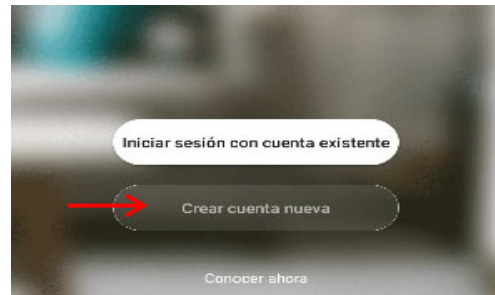 Iniciar sesión con cuenta existente
Crear cuenta nueva
Conocer ahora